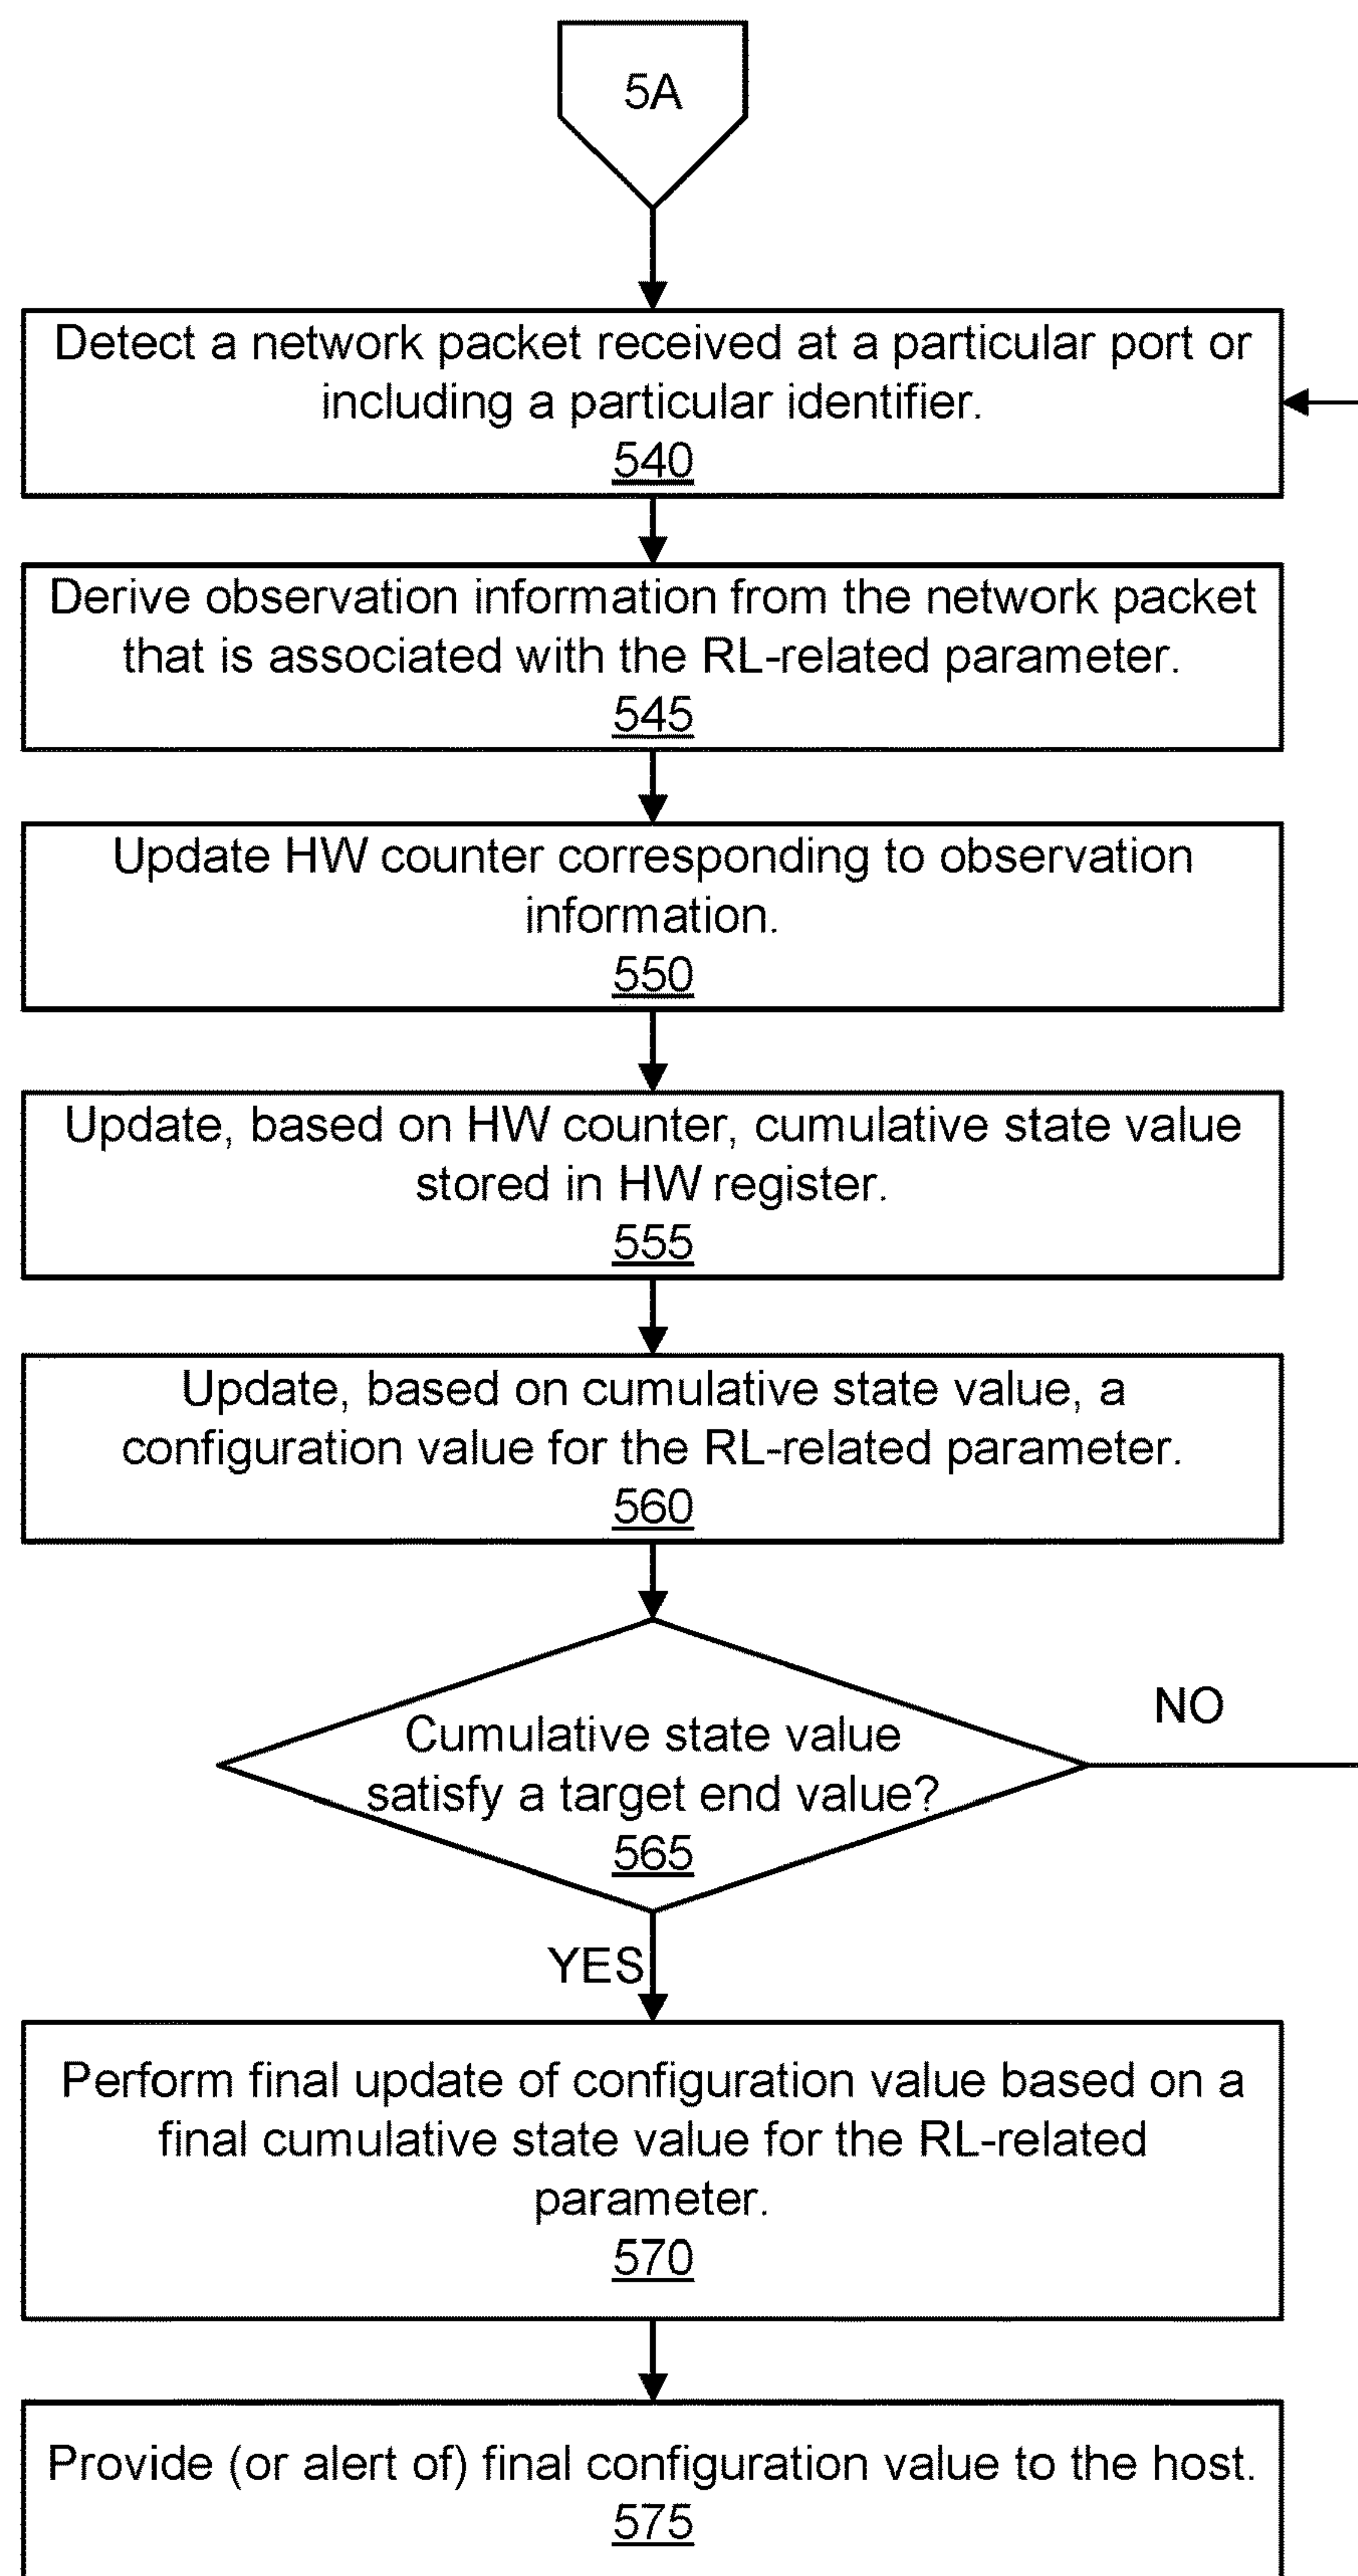 5A
Detect a network packet received at a particular port or
including a particular identifier.
540
Derive observation information from the network packet
that is associated with the RL-related parameter.
545
Update HW counter corresponding to observation
information.
550
Update, based on HW counter, cumulative state value
stored in HW register.
555
Update, based on cumulative state value, a
configuration value for the RL-related parameter.
560
Cumulative state value
satisfy a target end value?
565
NO
YES
Perform final update of configuration value based on a
final cumulative state value for the RL-related
parameter.
570
Provide (or alert of) final configuration value to the host.
575